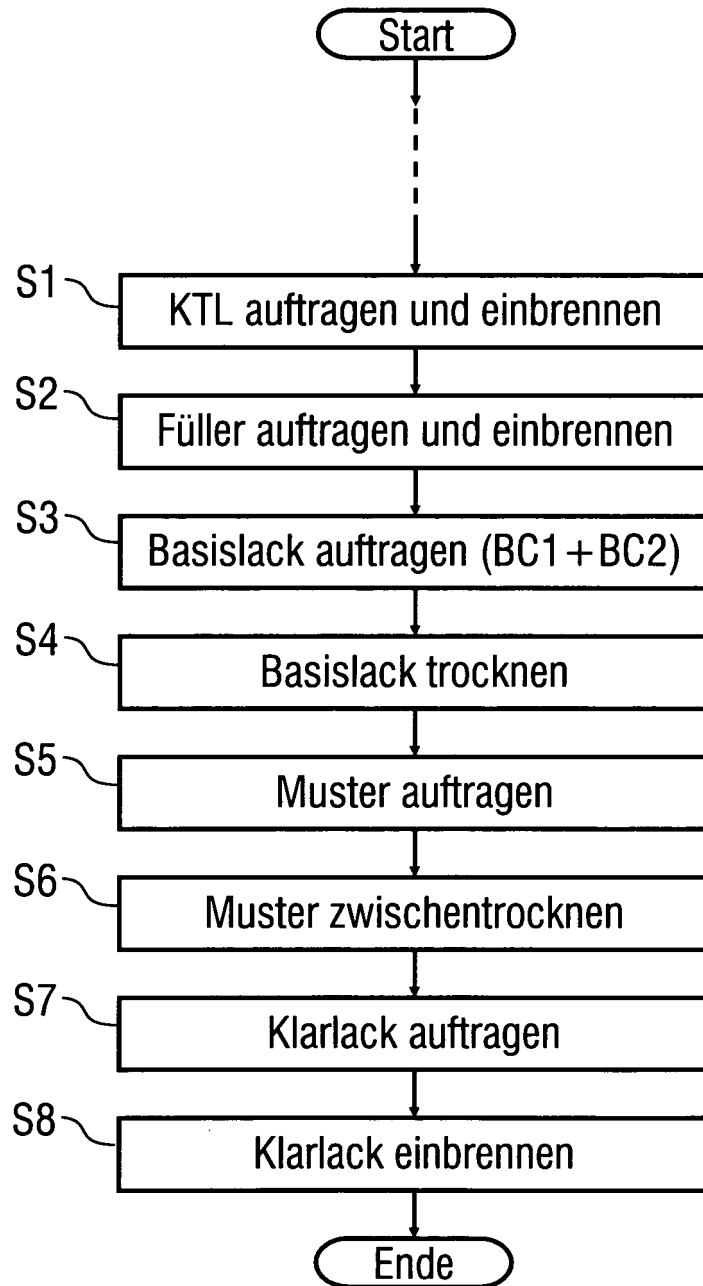 Start
S1
KTL auftragen und einbrennen
S2
Füller auftragen und einbrennen
S3
Basislack auftragen (BC1+BC2)
S4
Basislack trocknen
S5
Muster auftragen
S6
Muster zwischentrocknen
S7
Klarlack auftragen
S8
Klarlack einbrennen
Ende